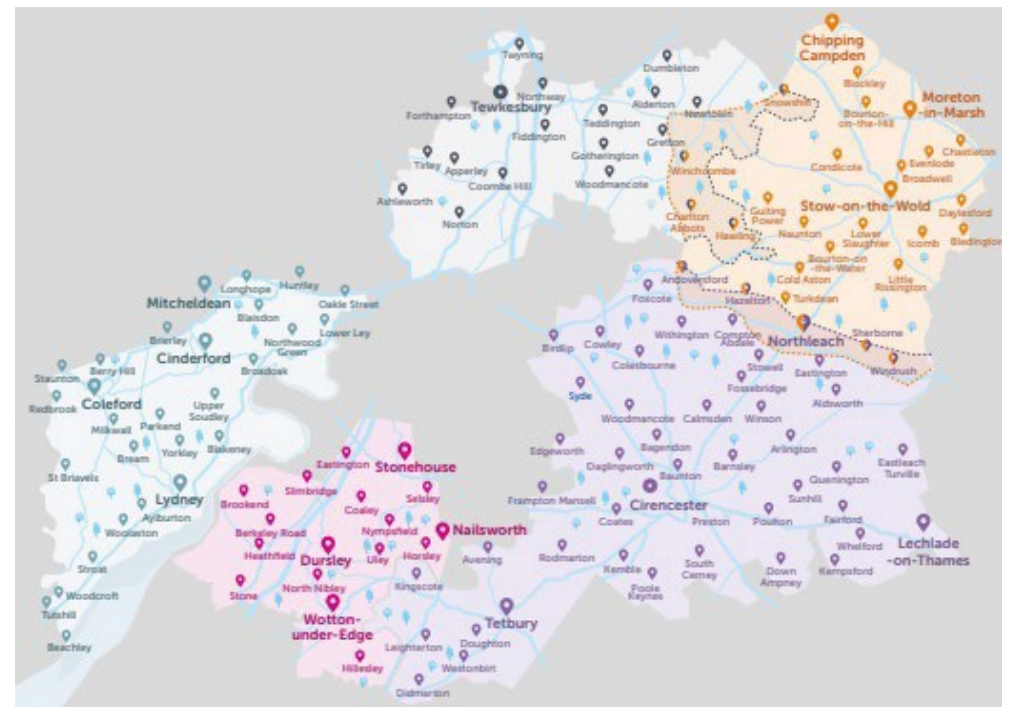 Chipping
Campden
Twyning
Dumbleton
Blockley
Northway
Tewkesbury
Alderton
Snowshill
Moreton
-in-Marsh
Forthampton
Newtown
Bourton-
on-the-Hill
Teddington
Fiddington
Gretton
Chastleton
Gotherington
Condicote
Evenlode
Tirley
Apperley
Winchcombe
Broadwell
Coombe Hill
Woodmancote
Ashleworth
Stow-on-the-Wold
Charlton
Abbots
Guiting
Power
Daylesford
Norton
Hawling
Naunton
Lower
Slaughter
Icomb
Bledington
Bourton-on
-the-Water
Andoversford
Cold Aston
Little
Rissington
Longhope
Huntley
Foxcote
Hazelton
Turkdean
Mitcheldean
Oakle Street
Blaisdon
Brierley
Northwood
Green
Lower Ley
Birdlip
Cowley
Withington
Compton
Abdale
Northleach
Sherborne
Cinderford
Colesbourne
Stowell
Eastington
Windrush
Staunton
Berry Hill
Broadoak
Fossebridge
Syde
Aldsworth
Redbrook
Coleford
Upper
Soudley
Milkwall
Parkend
Woodmancote
Calmsden
Winson
Bream
Yorkley
Blakeney
Edgeworth
Bagendon
Arlington
Eastington
Stonehouse
Daglingworth
Baunton
Barnsley
Eastleach
Turville
St Briavels
Slimbridge
Quenington
Lydney
Brookend
Coaley
Selsley
Frampton Mansell
Cirencester
Sunhill
Aylburton
Woolaston
Berkeley Road
Nympsfield
Nailsworth
Coates
Preston
Poulton
Fairford
Heathfield
Dursley
Uley
Horsley
Avening
Rodmarton
Whelford
Lechlade
-on-Thames
Stroat
Kemble
South
Carney
Down
Ampney
Kempsford
Stone
North Nibley
Kingscote
Poole
Keynes
Woodcroft
Tutshill
Wotton-
under-Edge
Tetbury
Beachley
Leighterton
Doughton
Hillesley
Westonbirt
Didmarton